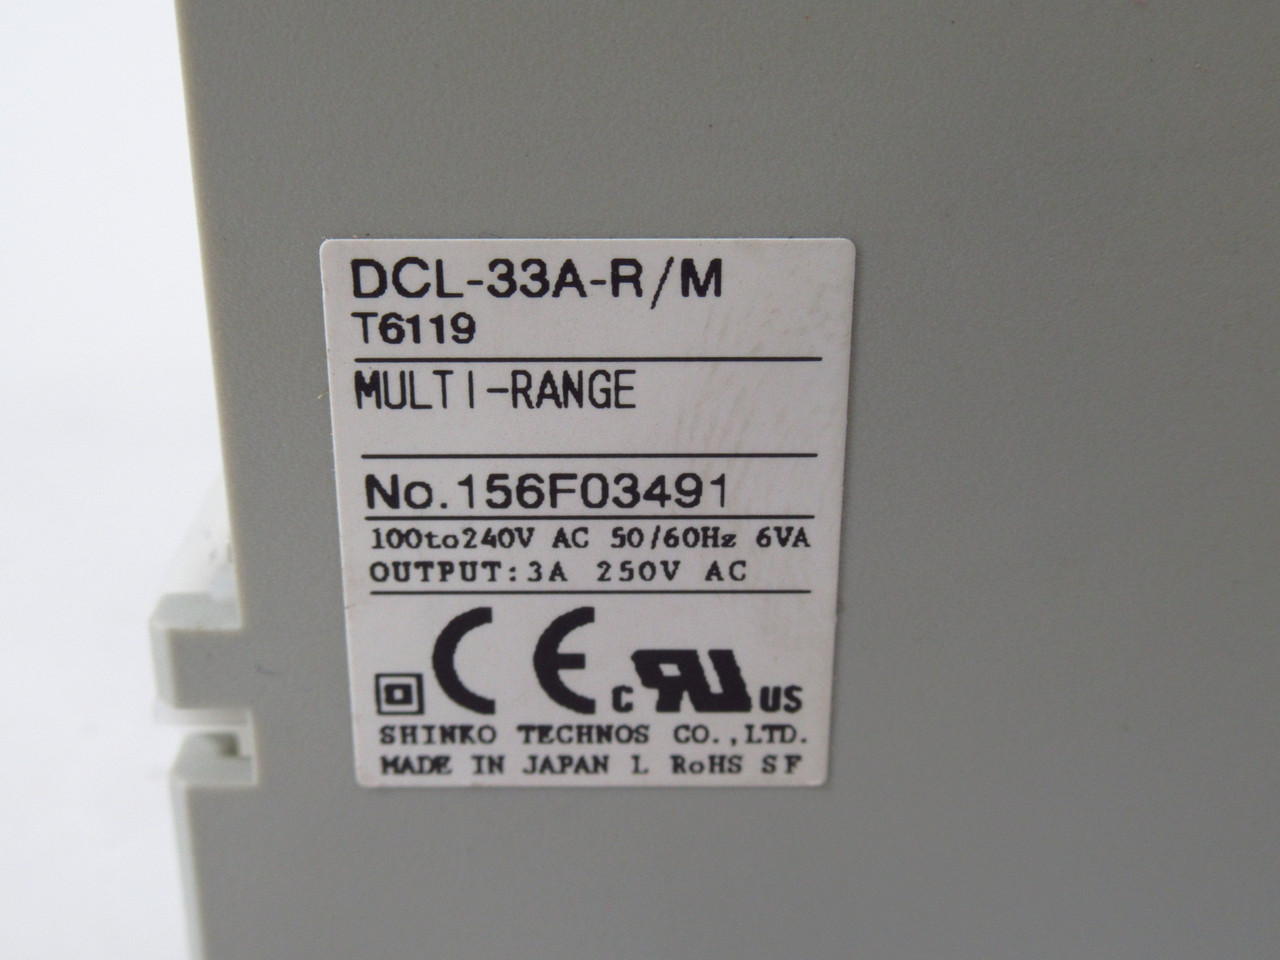 DCL-33A-R/M
T6119
MULTI-RANGE
No.156F03491
100to240V AC 50/60Hz 6VA
OUTPUT:3A 250V AC
CE c RU US
SHINKO TECHNOS CO.,LTD.
MADE IN JAPAN L RoHS SF